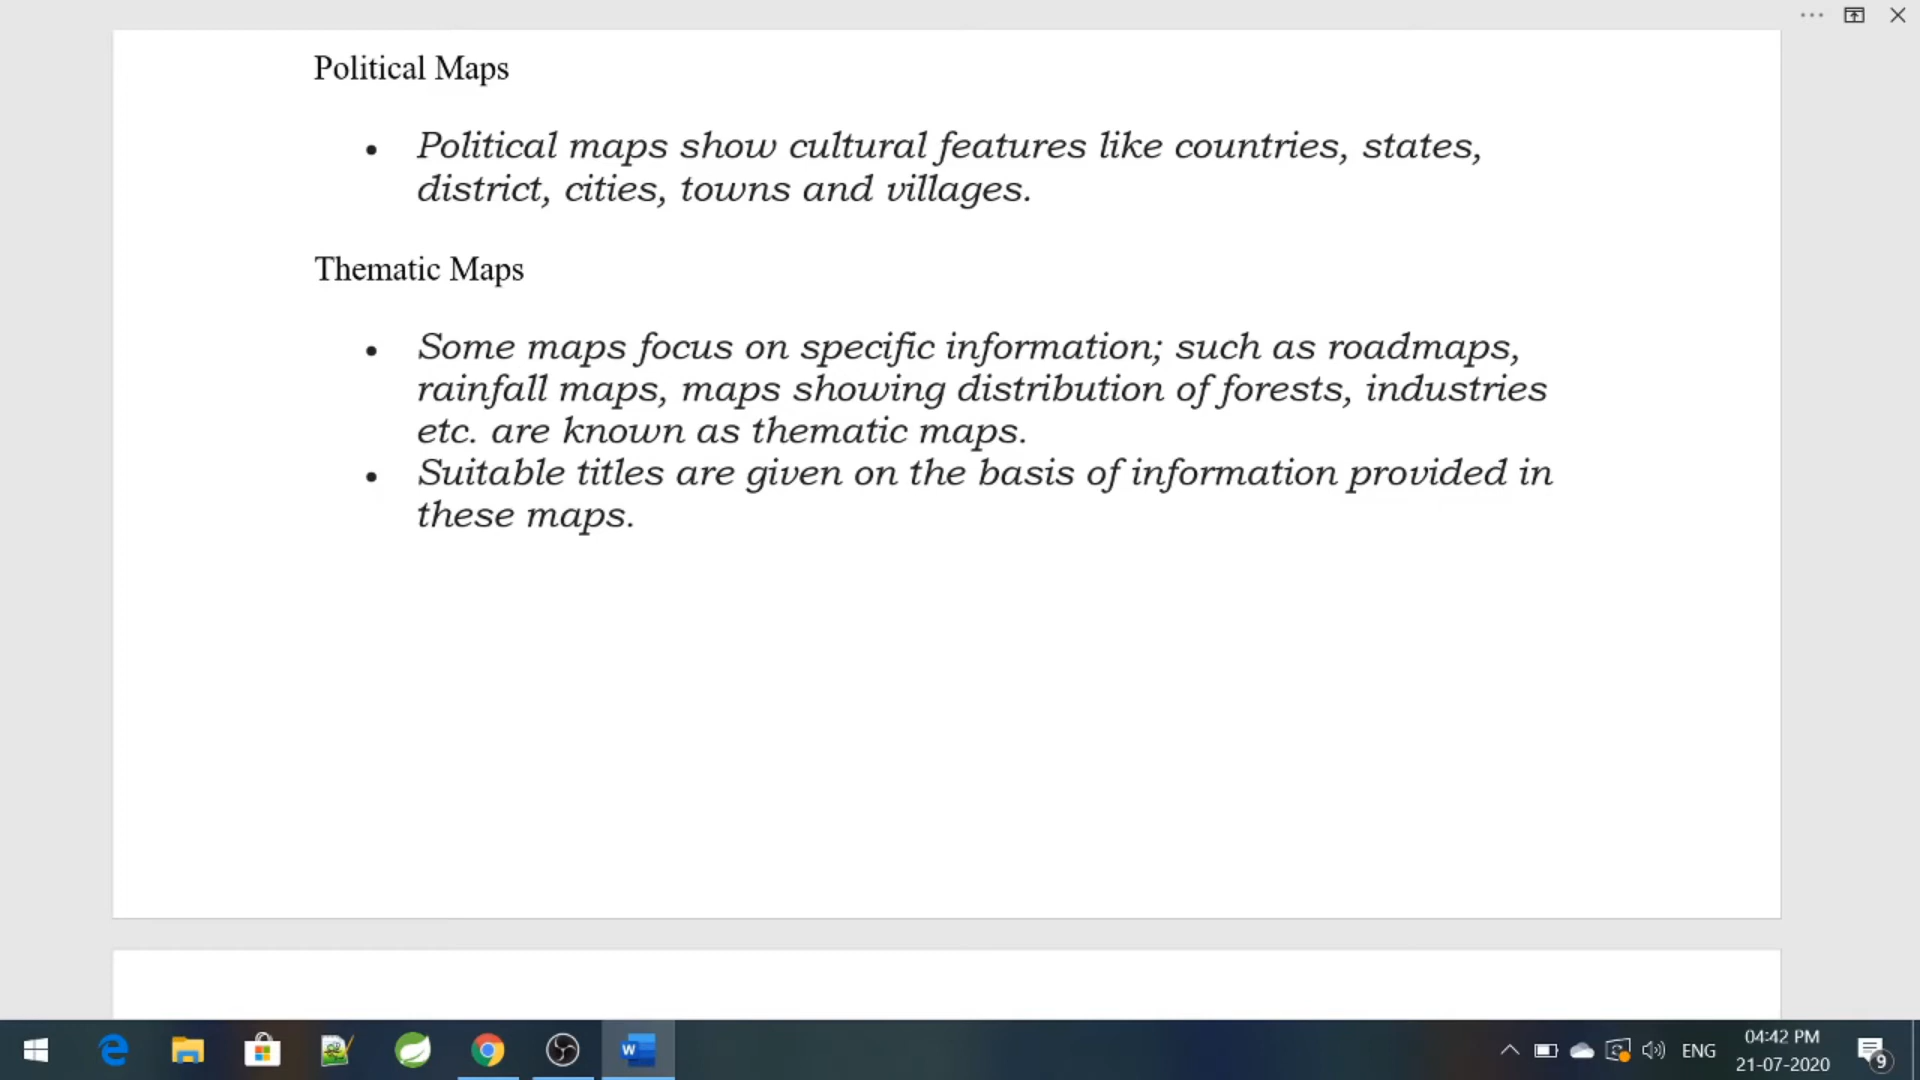 Political Maps
• Political maps show cultural features like countries, states,
district, cities, towns and villages.
Thematic Maps
• Some maps focus on specific information; such as roadmaps,
rainfall maps, maps showing distribution of forests, industries
etc. are known as thematic maps.
• Suitable titles are given on the basis of information provided in
these maps.
ENG
04:42 PM
21-07-2020
9